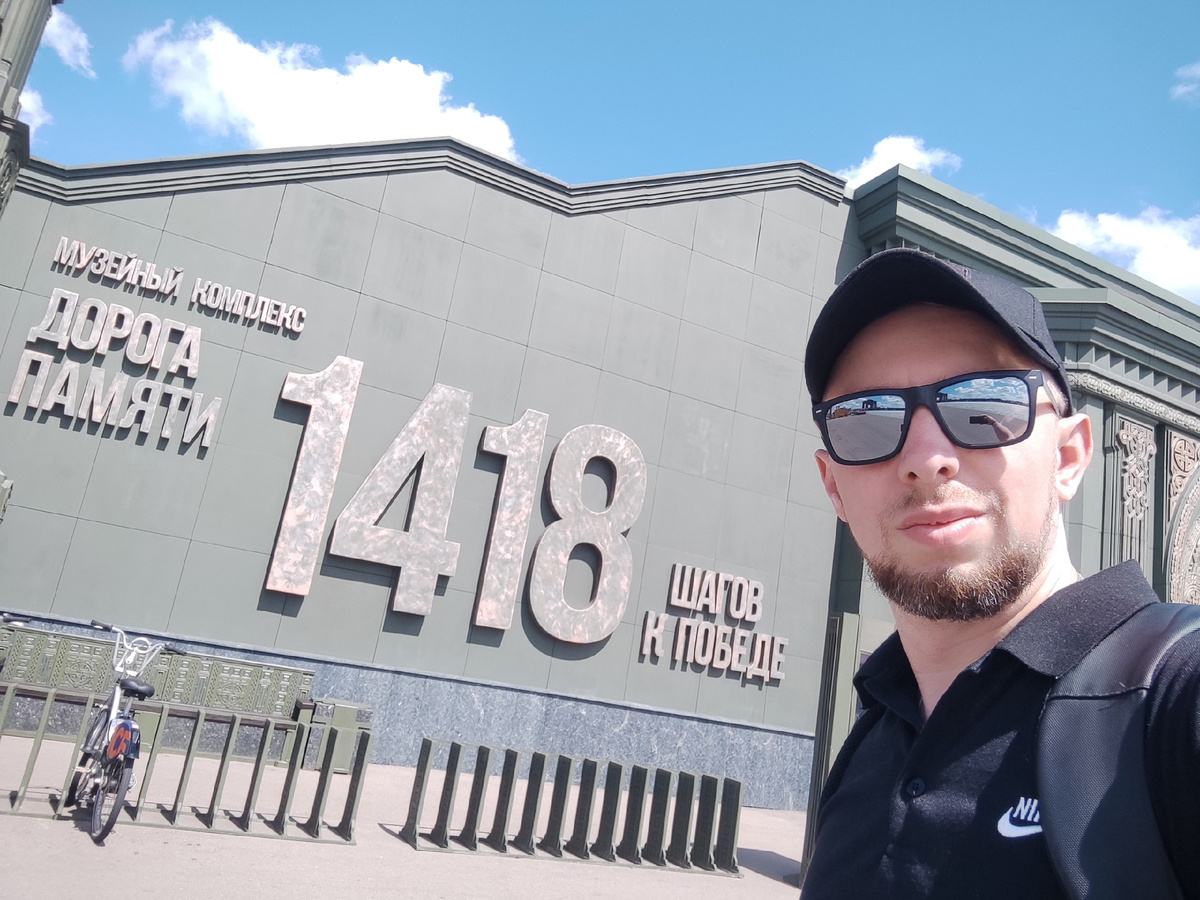 МУЗЕЙНЫЙ КОМПЛЕКС
ДОРОГА
ПАМЯТИ
1418
ШАГОВ
К ПОБЕДЕ